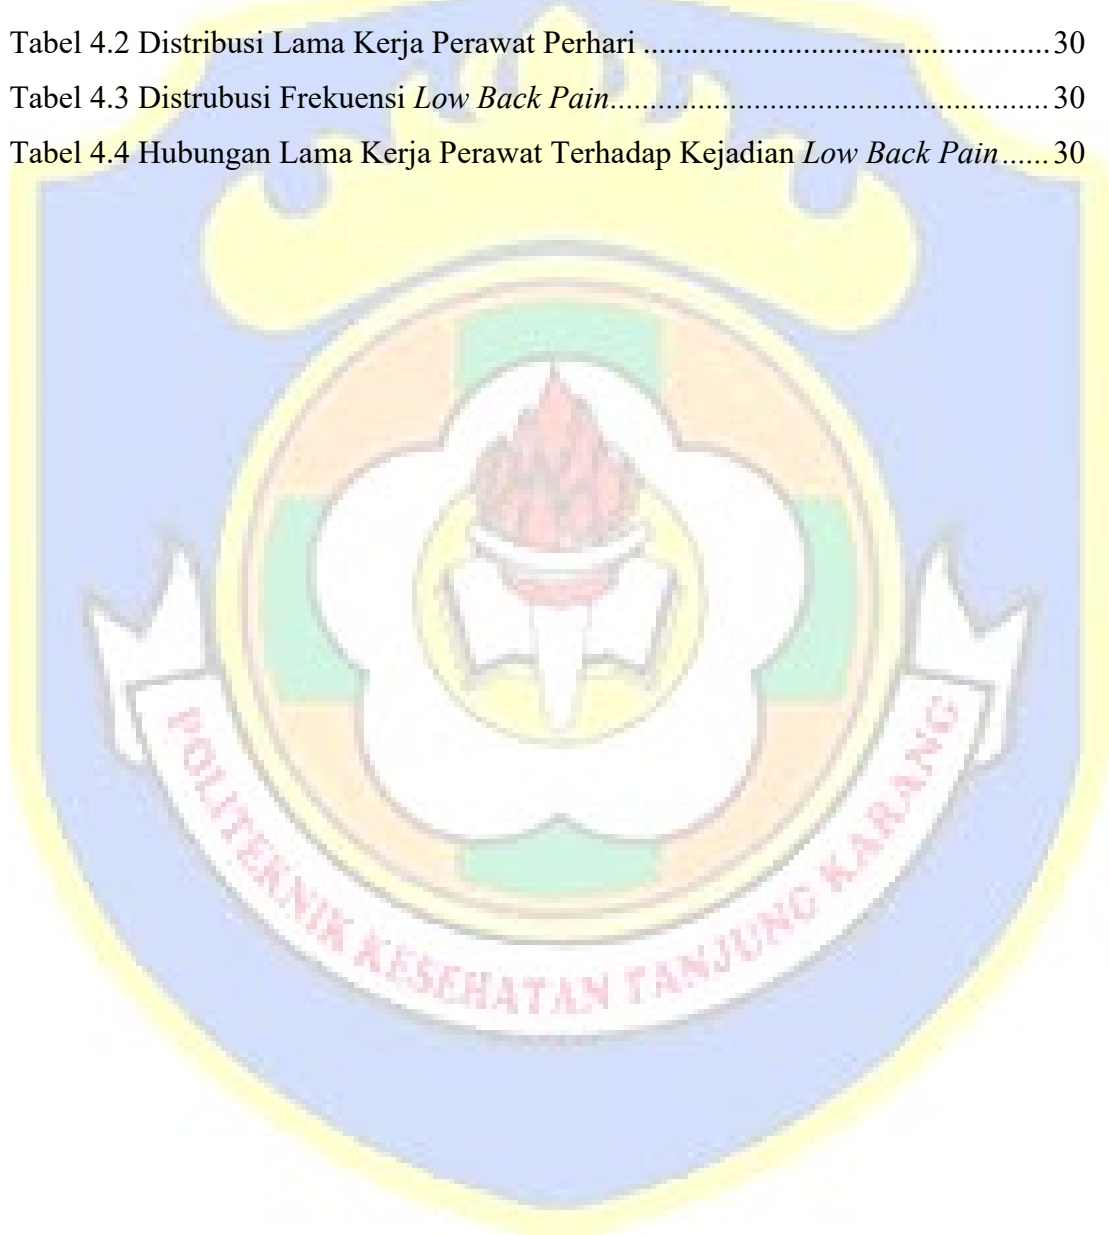 Tabel 4.2 Distribusi Lama Kerja Perawat Perhari ................................................... 30
Tabel 4.3 Distrubusi Frekuensi Low Back Pain....................................................... 30
Tabel 4.4 Hubungan Lama Kerja Perawat Terhadap Kejadian Low Back Pain...... 30
POLITEKNIK KESEHATAN TANJUNG KARANG